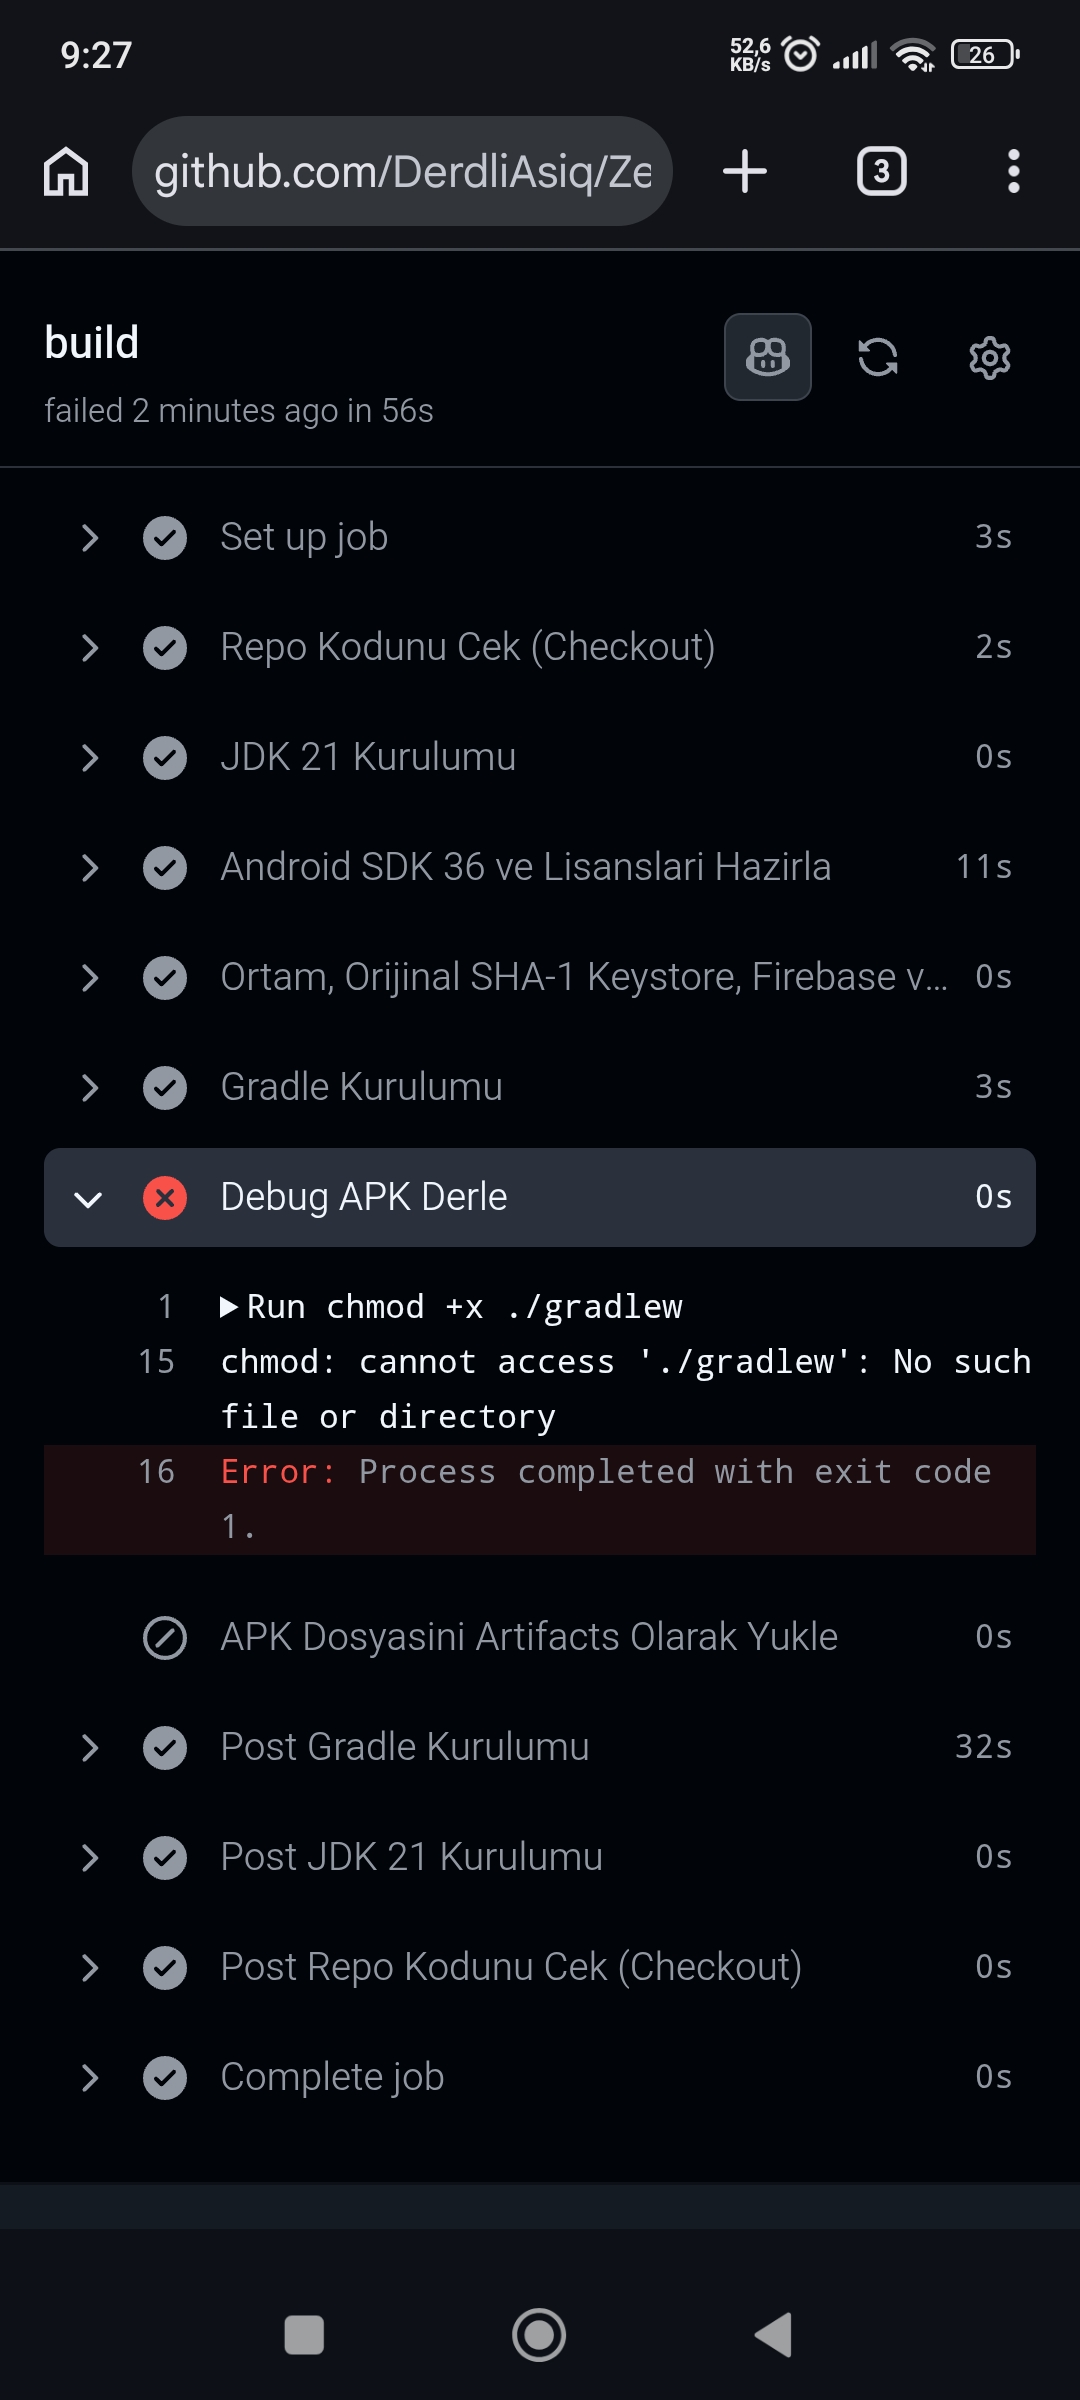 9:27
52,6
KB/s
26
github.com/DerdliAsiq/Ze
3
build
failed 2 minutes ago in 56s
Set up job 3s
Repo Kodunu Cek (Checkout) 2s
JDK 21 Kurulumu 0s
Android SDK 36 ve Lisanslari Hazirla 11s
Ortam, Orijinal SHA-1 Keystore, Firebase v... 0s
Gradle Kurulumu 3s
Debug APK Derle 0s
1 Run chmod +x ./gradlew
15 chmod: cannot access './gradlew': No such
file or directory
16 Error: Process completed with exit code
1.
APK Dosyasini Artifacts Olarak Yukle 0s
Post Gradle Kurulumu 32s
Post JDK 21 Kurulumu 0s
Post Repo Kodunu Cek (Checkout) 0s
Complete job 0s